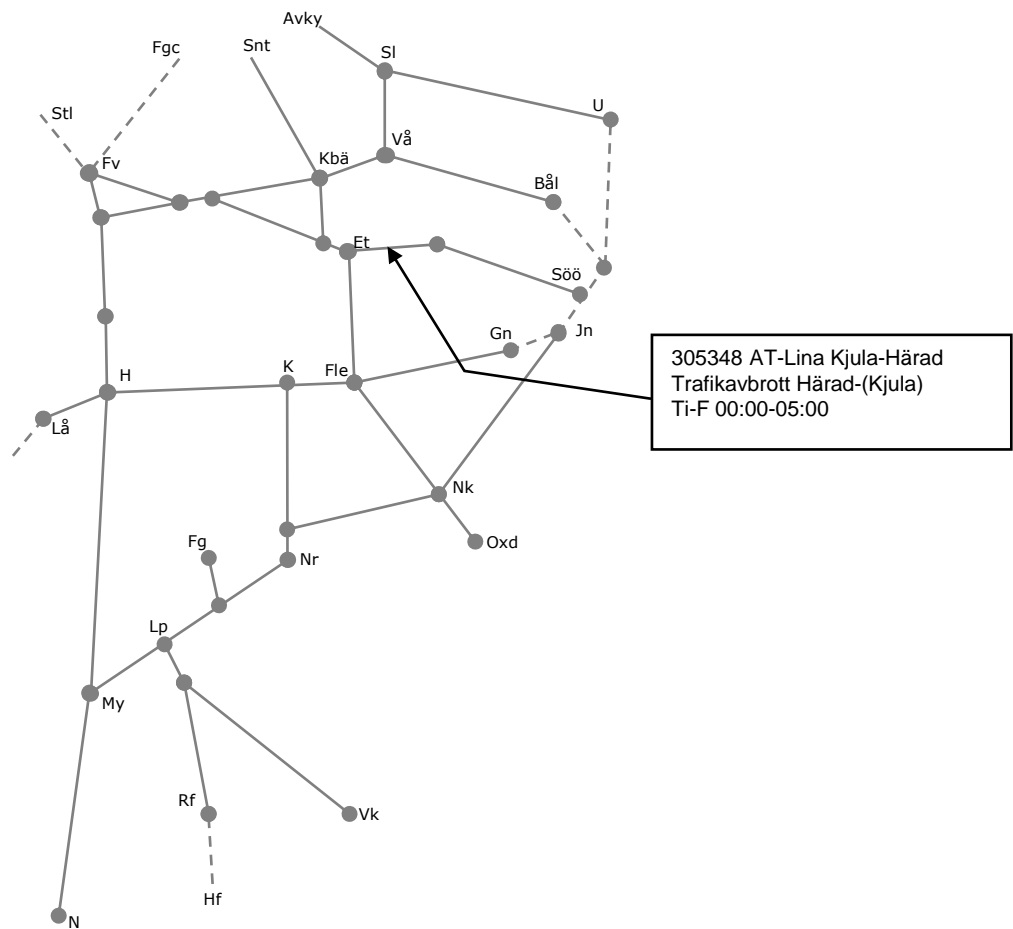 Avky
Fgc
Snt
Sl
Stl
U
Vå
Fv
Kbä
Bål
Et
Söö
Gn
Jn
H
K
Fle
Lå
305348 AT-Lina Kjula-Härad
Trafikavbrott Härad-(Kjula)
Ti-F 00:00-05:00
Nk
Fg
Nr
Oxd
Lp
My
Rf
Vk
Hf
N